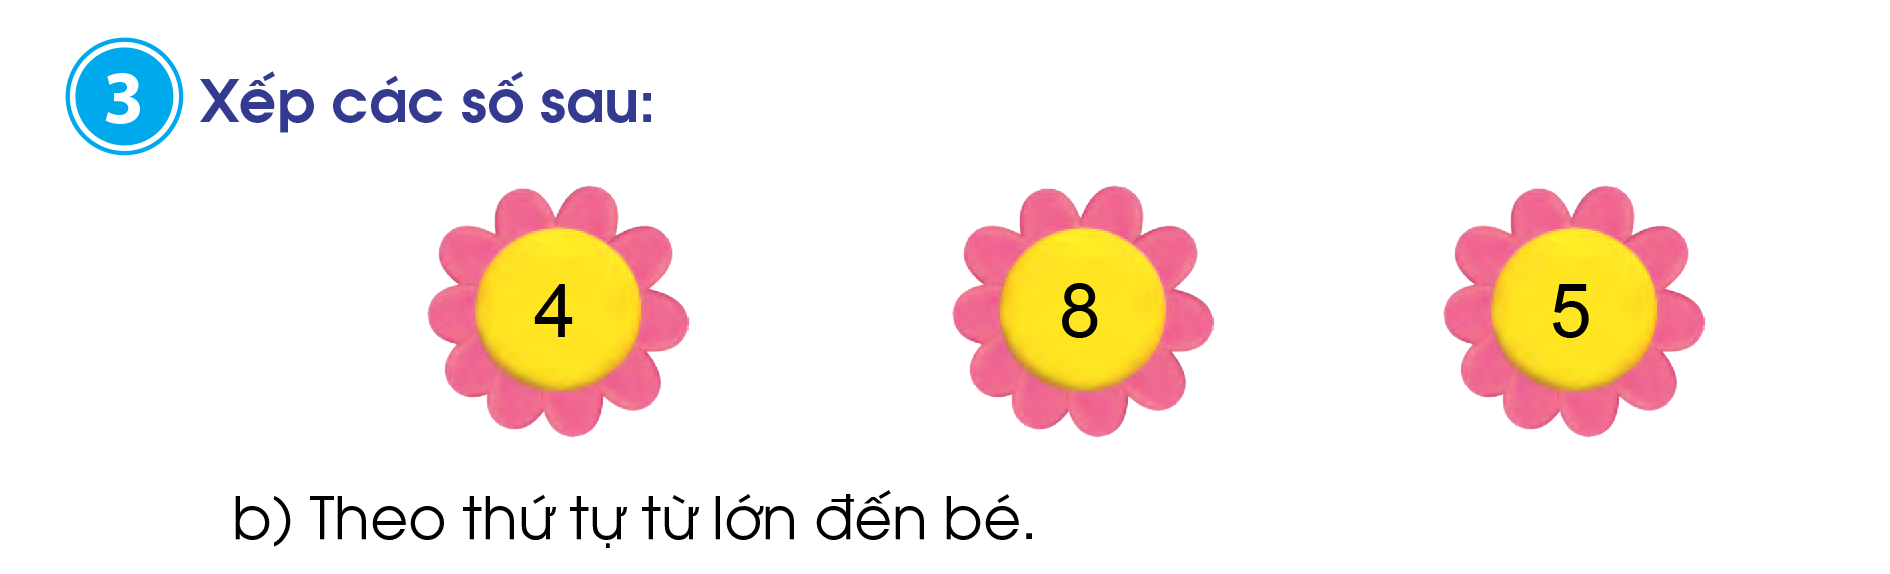 3 Xếp các số sau:
4 8 5
b) Theo thứ tự từ lớn đến bé.